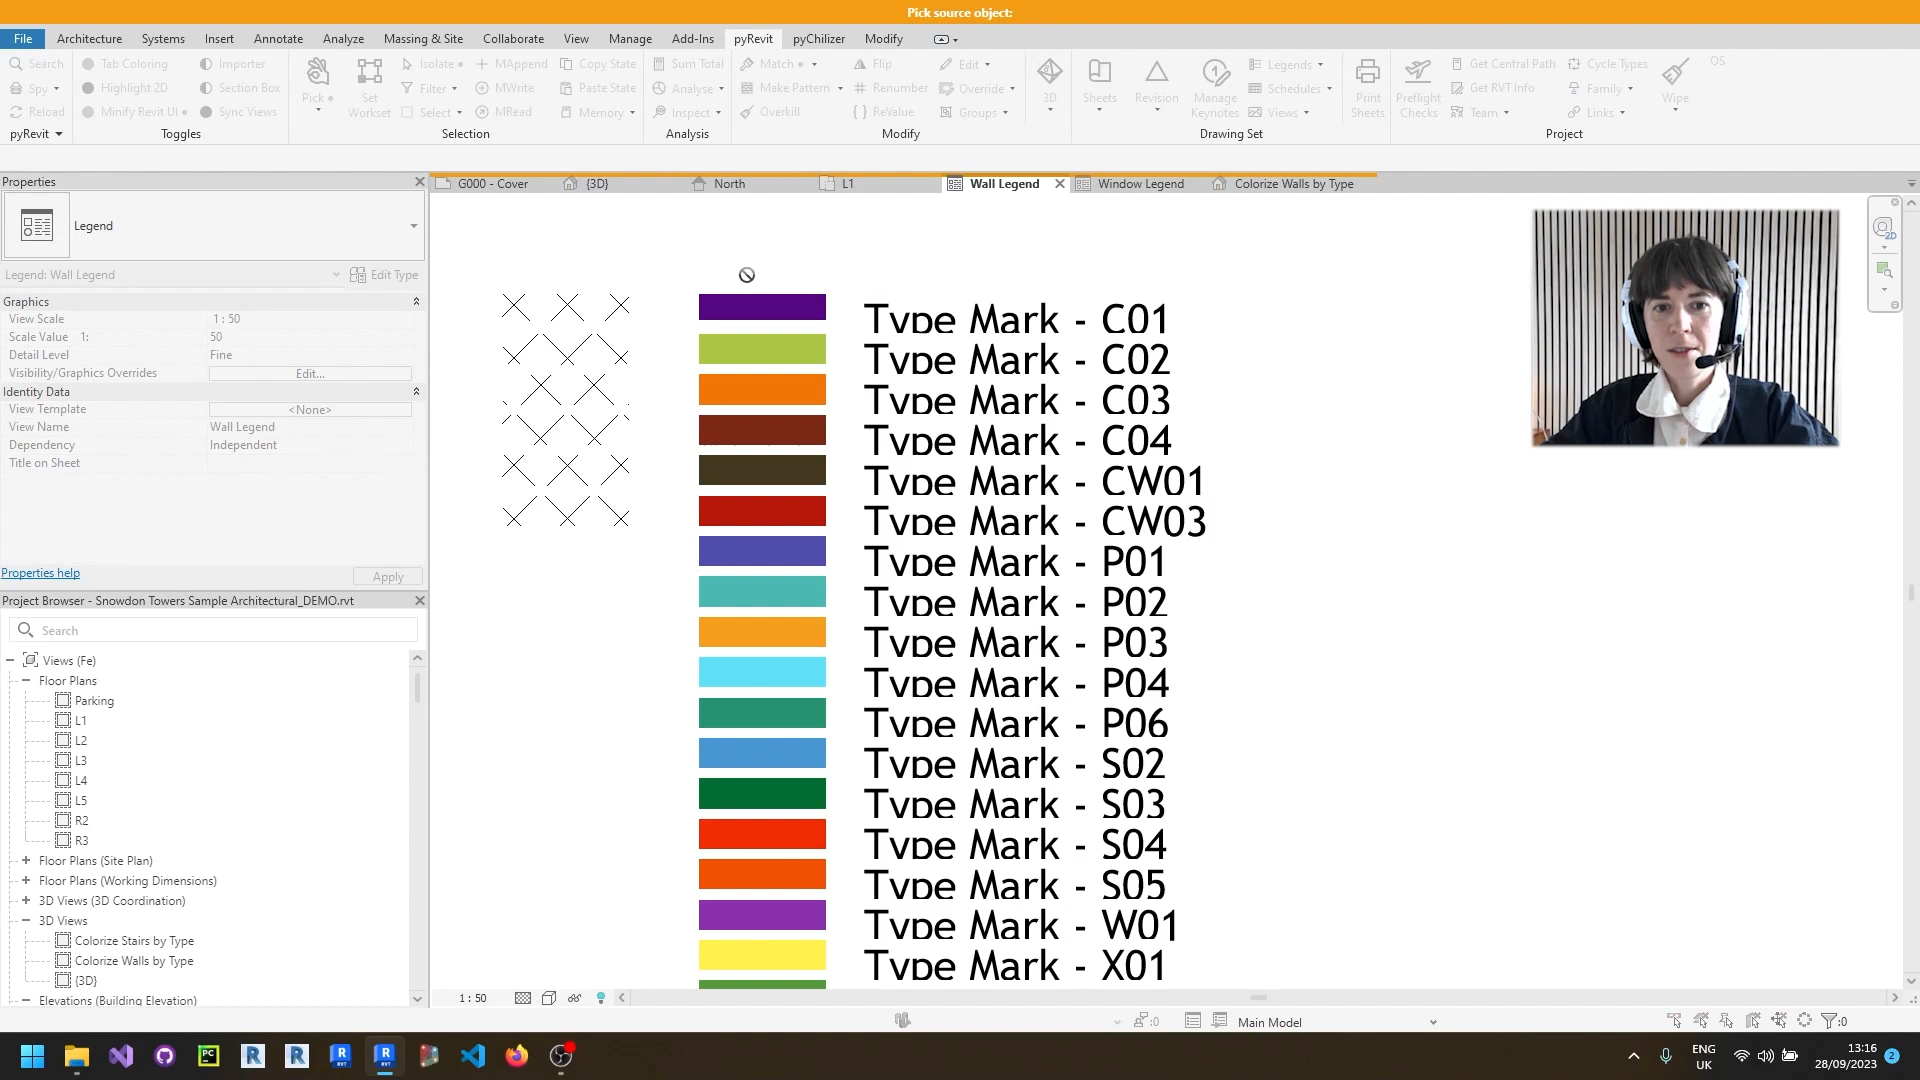 Pick source object:
File Architecture Systems Insert Annotate Analyze Massing & Site Collaborate View Manage Add-Ins pyRevit pyChilizer Modify
Search Tab Coloring Importer Isolate MAppend Copy State Sum Total Match Flip Edit Legends Get Central Path Cycle Types OS
Spy Highlight 2D Section Box Pick Set Workset Filter MWrite Paste State Analyse Make Pattern Renumber Override 3D Sheets Revision Manage Keynotes Schedules Print Sheets Preflight Checks Get RVT Info Family Wipe
Reload Minify Revit UI Sync Views Select MRead Memory Inspect Overkill ReValue Groups Views Team Links
pyRevit Toggles Selection Analysis Modify Drawing Set Project
Properties
G000 - Cover {3D} North L1 Wall Legend Window Legend Colorize Walls by Type
Legend
Legend: Wall Legend Edit Type
Graphics
View Scale 1 : 50
Scale Value 1: 50
Detail Level Fine
Visibility/Graphics Overrides Edit...
Identity Data
View Template <None>
View Name Wall Legend
Dependency Independent
Title on Sheet
Properties help Apply
Project Browser - Snowdon Towers Sample Architectural_DEMO.rvt
Search
Views (Fe)
Floor Plans
Parking
L1
L2
L3
L4
L5
R2
R3
Floor Plans (Site Plan)
Floor Plans (Working Dimensions)
3D Views (3D Coordination)
3D Views
Colorize Stairs by Type
Colorize Walls by Type
{3D}
Elevations (Building Elevation)
Type Mark - C01
Type Mark - C02
Type Mark - C03
Type Mark - C04
Type Mark - CW01
Type Mark - CW03
Type Mark - P01
Type Mark - P02
Type Mark - P03
Type Mark - P04
Type Mark - P06
Type Mark - S02
Type Mark - S03
Type Mark - S04
Type Mark - S05
Type Mark - W01
Type Mark - X01
2D
1 : 50
:0 Main Model :0
PC R R R RVT R RVT
ENG
UK
13:16
28/09/2023
2